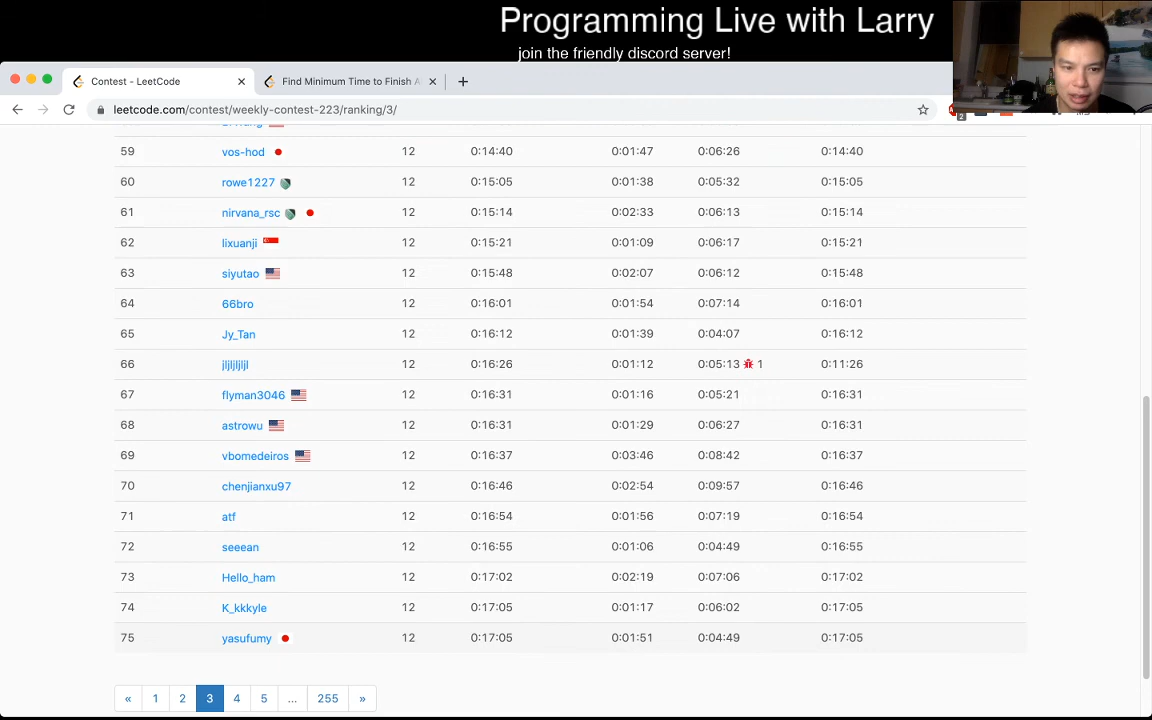 Programming Live with Larry
join the friendly discord server!
Contest - LeetCode
Find Minimum Time to Finish A
leetcode.com/contest/weekly-contest-223/ranking/3/
2
59 vos-hod 12 0:14:40 0:01:47 0:06:26 0:14:40
60 rowe1227 12 0:15:05 0:01:38 0:05:32 0:15:05
61 nirvana_rsc 12 0:15:14 0:02:33 0:06:13 0:15:14
62 lixuanji 12 0:15:21 0:01:09 0:06:17 0:15:21
63 siyutao 12 0:15:48 0:02:07 0:06:12 0:15:48
64 66bro 12 0:16:01 0:01:54 0:07:14 0:16:01
65 Jy_Tan 12 0:16:12 0:01:39 0:04:07 0:16:12
66 jljljljljl 12 0:16:26 0:01:12 0:05:13 1 0:11:26
67 flyman3046 12 0:16:31 0:01:16 0:05:21 0:16:31
68 astrowu 12 0:16:31 0:01:29 0:06:27 0:16:31
69 vbomedeiros 12 0:16:37 0:03:46 0:08:42 0:16:37
70 chenjianxu97 12 0:16:46 0:02:54 0:09:57 0:16:46
71 atf 12 0:16:54 0:01:56 0:07:19 0:16:54
72 seeean 12 0:16:55 0:01:06 0:04:49 0:16:55
73 Hello_ham 12 0:17:02 0:02:19 0:07:06 0:17:02
74 K_kkkyle 12 0:17:05 0:01:17 0:06:02 0:17:05
75 yasufumy 12 0:17:05 0:01:51 0:04:49 0:17:05
« 1 2 3 4 5 ... 255 »